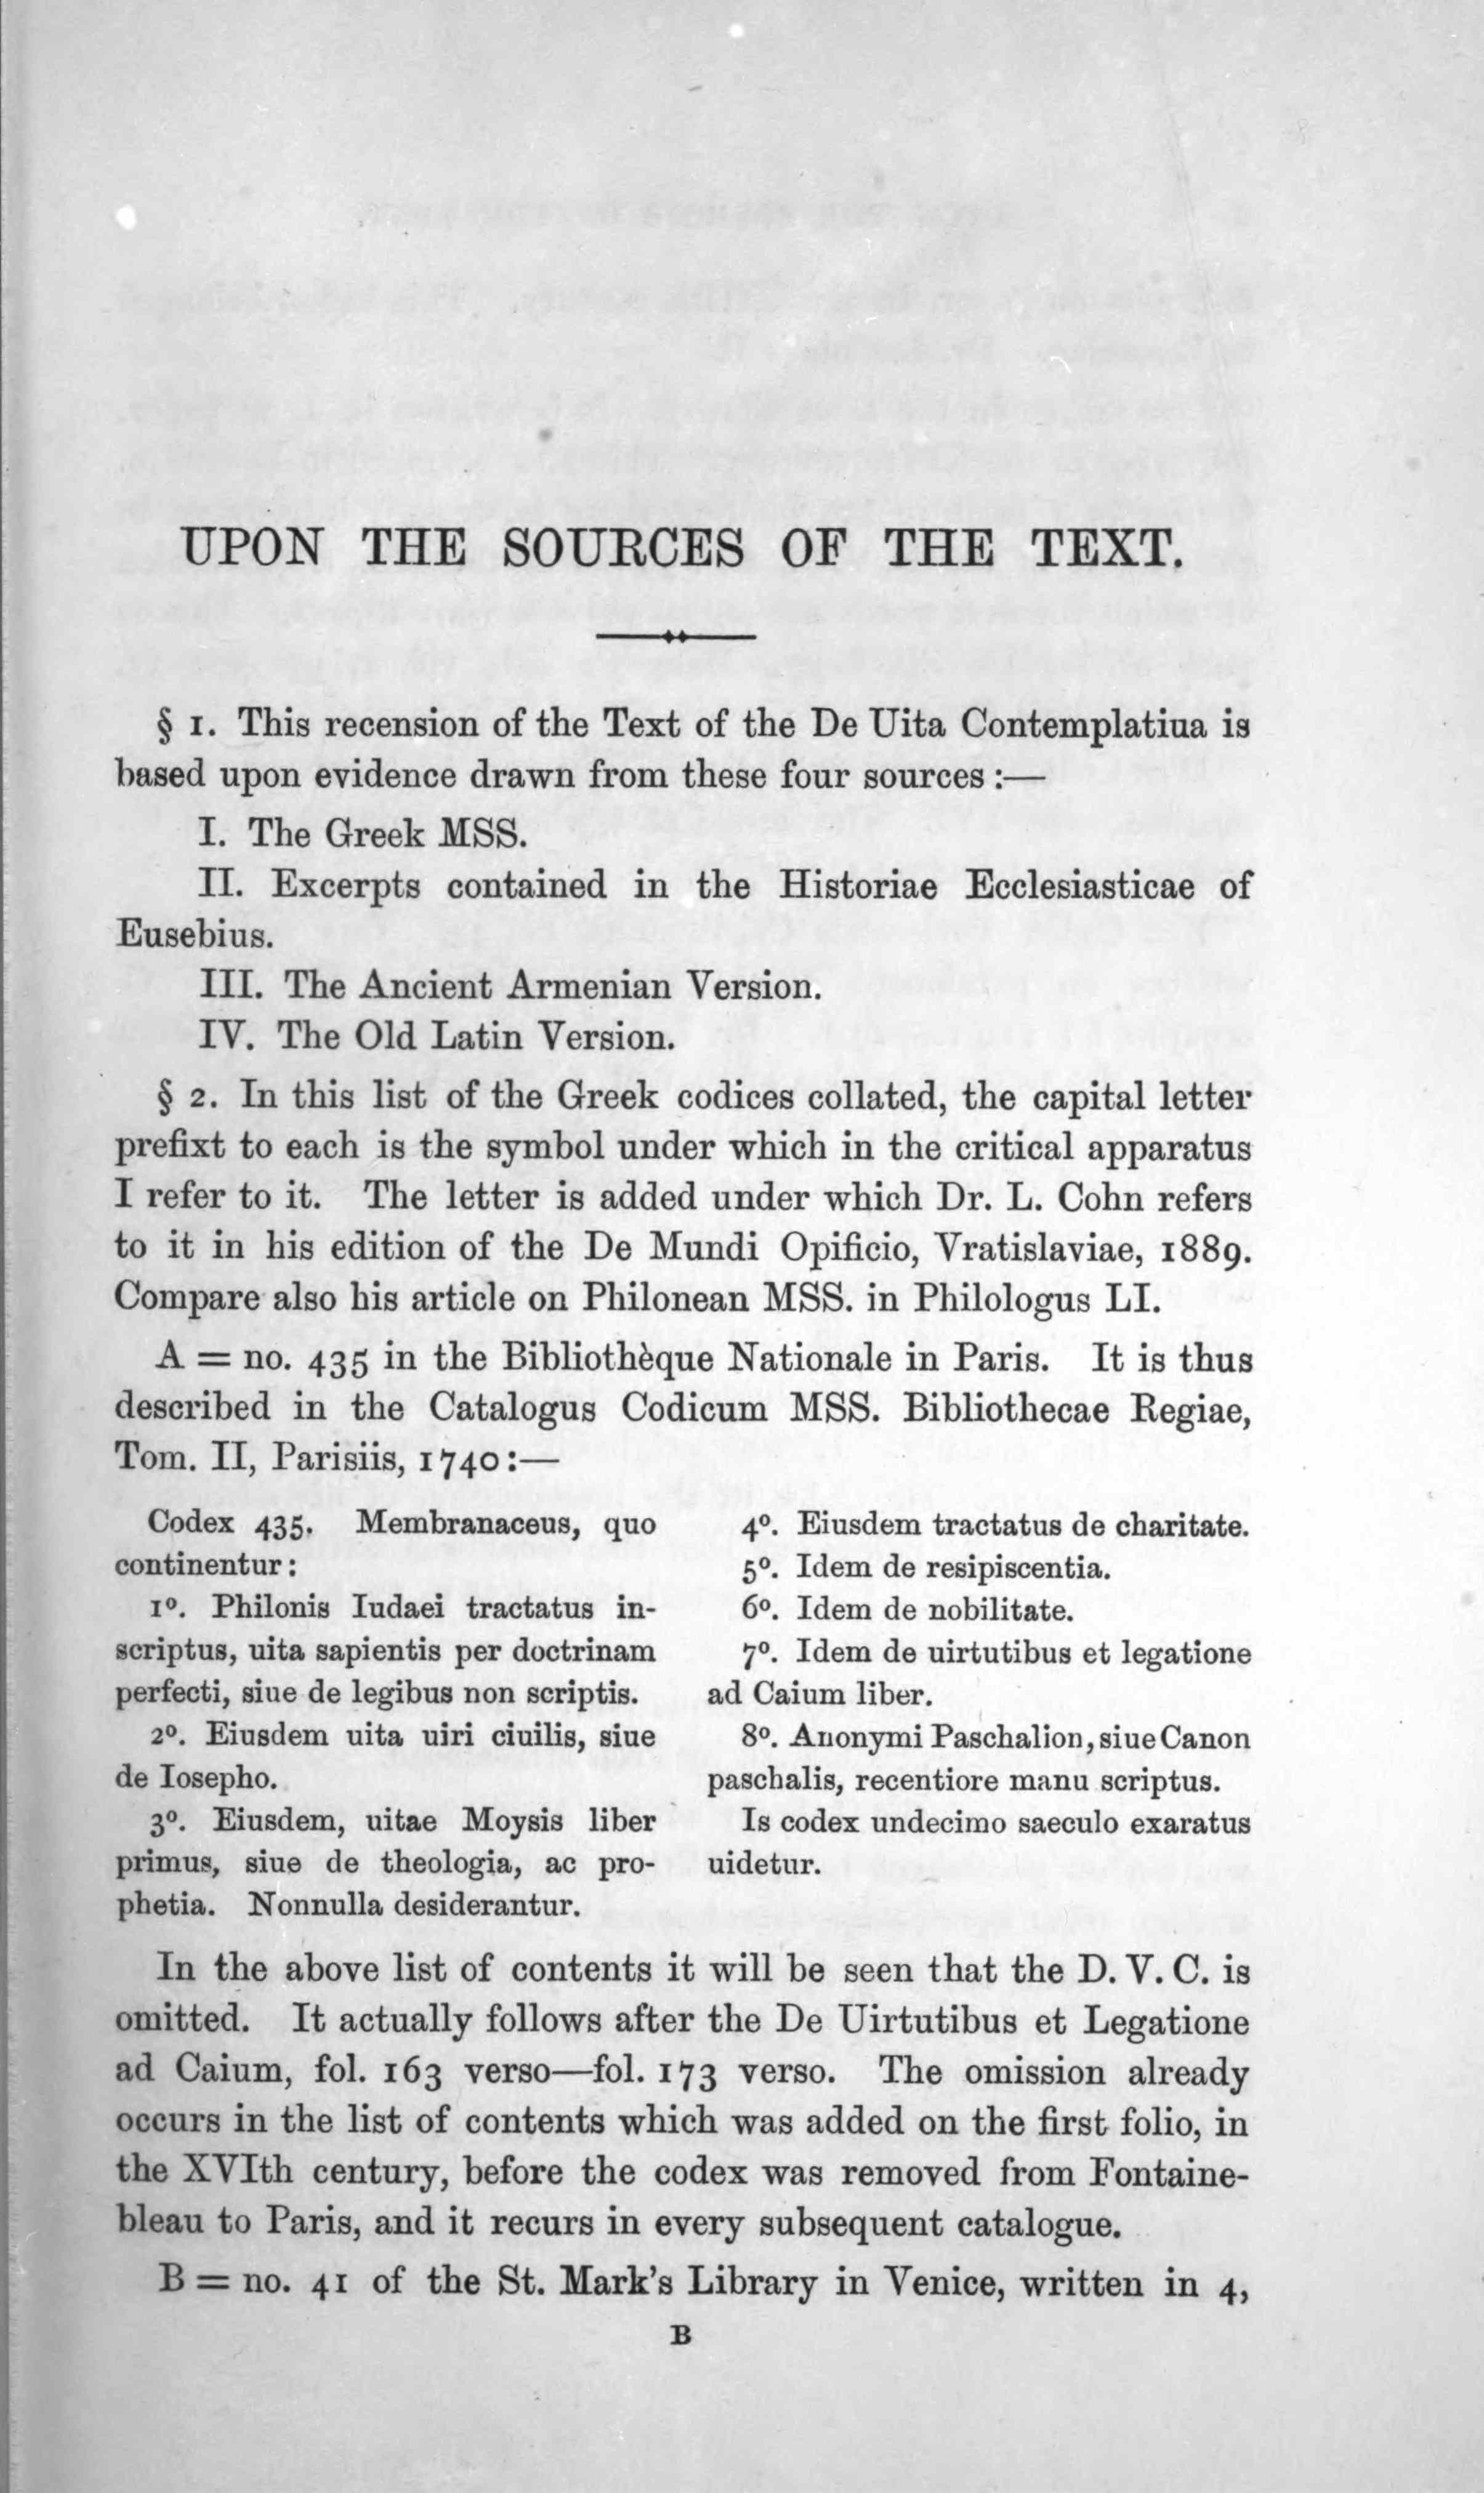 UPON THE SOURCES OF THE TEXT.
§ 1. This recension of the Text of the De Uita Contemplatiua is
based upon evidence drawn from these four sources :—
I. The Greek MSS.
II. Excerpts contained in the Historiae Ecclesiasticae of
Eusebius.
III. The Ancient Armenian Version.
IV. The Old Latin Version.
§ 2. In this list of the Greek codices collated, the capital letter
prefixt to each is the symbol under which in the critical apparatus
I refer to it. The letter is added under which Dr. L. Cohn refers
to it in his edition of the De Mundi Opificio, Vratislaviae, 1889.
Compare also his article on Philonean MSS. in Philologus LI.
A = no. 435 in the Bibliothèque Nationale in Paris. It is thus
described in the Catalogus Codicum MSS. Bibliothecae Regiae,
Tom. II, Parisiis, 1740 :—
Codex 435. Membranaceus, quo
continentur :
1º. Philonis Iudaei tractatus in-
scriptus, uita sapientis per doctrinam
perfecti, siue de legibus non scriptis.
2º. Eiusdem uita uiri ciuilis, siue
de Iosepho.
3º. Eiusdem, uitae Moysis liber
primus, siue de theologia, ac pro-
phetia. Nonnulla desiderantur.
4º. Eiusdem tractatus de charitate.
5º. Idem de resipiscentia.
6º. Idem de nobilitate.
7º. Idem de uirtutibus et legatione
ad Caium liber.
8º. Anonymi Paschalion, siue Canon
paschalis, recentiore manu scriptus.
Is codex undecimo saeculo exaratus
uidetur.
In the above list of contents it will be seen that the D. V. C. is
omitted. It actually follows after the De Uirtutibus et Legatione
ad Caium, fol. 163 verso—fol. 173 verso. The omission already
occurs in the list of contents which was added on the first folio, in
the XVIth century, before the codex was removed from Fontaine-
bleau to Paris, and it recurs in every subsequent catalogue.
B = no. 41 of the St. Mark's Library in Venice, written in 4,
B